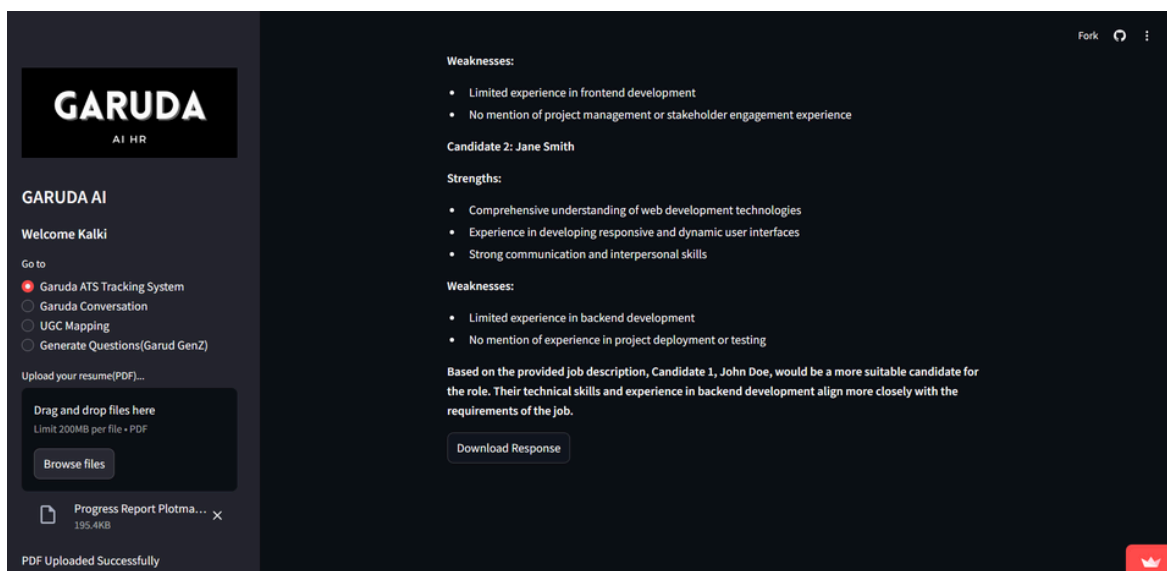 GARUDA
AI HR
GARUDA AI
Welcome Kalki
Go to
Garuda ATS Tracking System
Garuda Conversation
UGC Mapping
Generate Questions(Garud GenZ)
Upload your resume(PDF)...
Drag and drop files here
Limit 200MB per file • PDF
Browse files
Progress Report Plotma...
195.4KB
PDF Uploaded Successfully
Fork
Weaknesses:
• Limited experience in frontend development
• No mention of project management or stakeholder engagement experience
Candidate 2: Jane Smith
Strengths:
• Comprehensive understanding of web development technologies
• Experience in developing responsive and dynamic user interfaces
• Strong communication and interpersonal skills
Weaknesses:
• Limited experience in backend development
• No mention of experience in project deployment or testing
Based on the provided job description, Candidate 1, John Doe, would be a more suitable candidate for
the role. Their technical skills and experience in backend development align more closely with the
requirements of the job.
Download Response